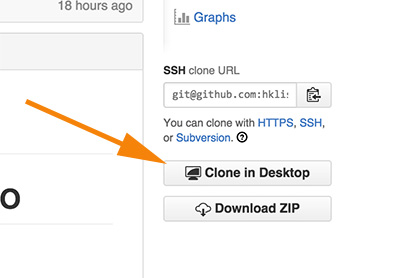 18 hours ago
Graphs
SSH clone URL
git@github.com:hkli
You can clone with HTTPS, SSH,
or Subversion.
Clone in Desktop
Download ZIP
o